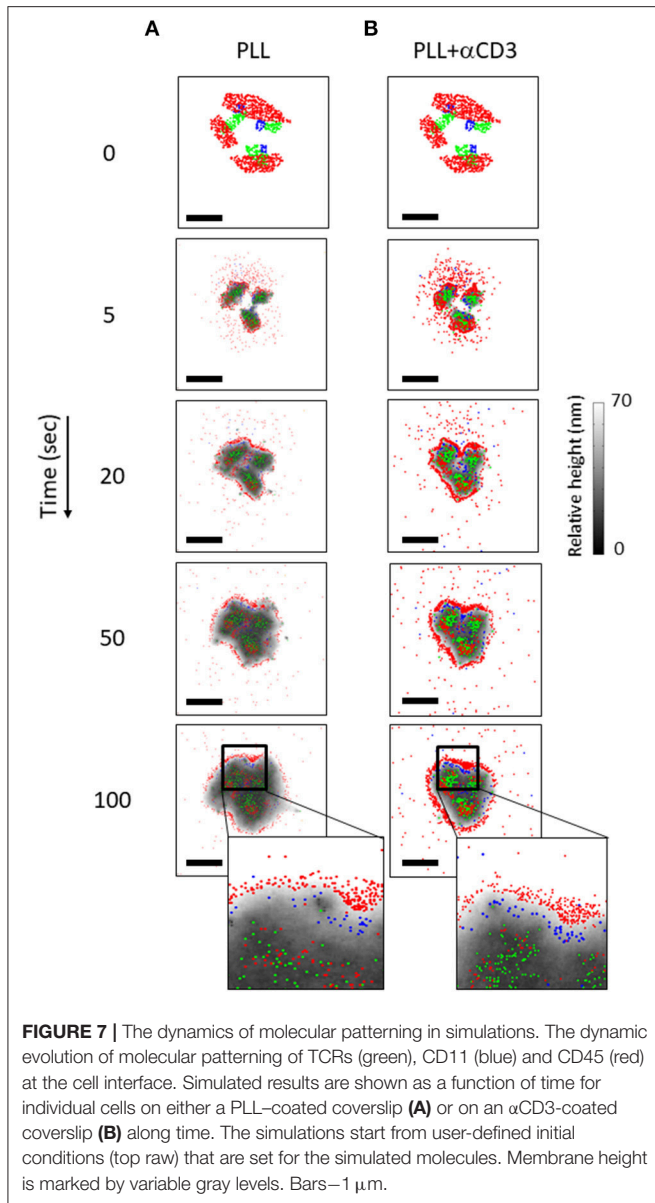 A
B
PLL
PLL+αCD3
0
5
20
50
100
Time (sec)
70
Relative height (nm)
0
FIGURE 7 | The dynamics of molecular patterning in simulations. The dynamic
evolution of molecular patterning of TCRs (green), CD11 (blue) and CD45 (red)
at the cell interface. Simulated results are shown as a function of time for
individual cells on either a PLL–coated coverslip (A) or on an αCD3-coated
coverslip (B) along time. The simulations start from user-defined initial
conditions (top raw) that are set for the simulated molecules. Membrane height
is marked by variable gray levels. Bars—1 μm.